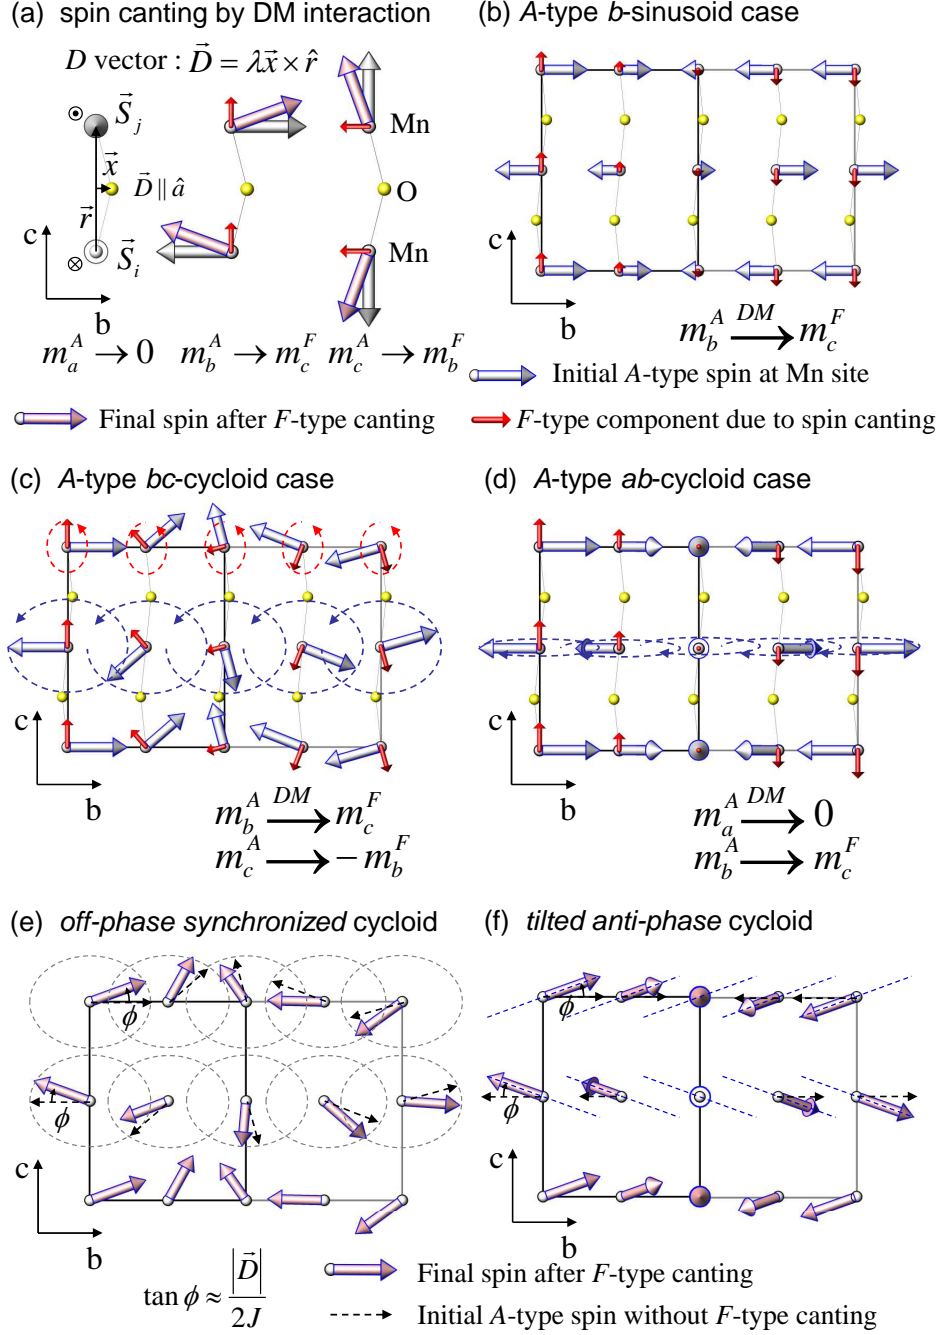 (a) spin canting by DM interaction
D vector : D⃗ = λx⃗ × r̂
S⃗j
Mn
x⃗
D⃗ ∥ â
O
r⃗
c
S⃗i
Mn
b
m_a^A → 0   m_b^A → m_c^F   m_c^A → m_b^F
(b) A-type b-sinusoid case
c
b
m_b^A DM→ m_c^F
Initial A-type spin at Mn site
Final spin after F-type canting
F-type component due to spin canting
(c) A-type bc-cycloid case
c
b
m_b^A DM→ m_c^F
m_c^A → − m_b^F
(d) A-type ab-cycloid case
c
b
m_a^A DM→ 0
m_b^A → m_c^F
(e) off-phase synchronized cycloid
ϕ
ϕ
c
b
(f) tilted anti-phase cycloid
ϕ
ϕ
c
b
tan ϕ ≈ |D⃗| / 2J
Final spin after F-type canting
Initial A-type spin without F-type canting